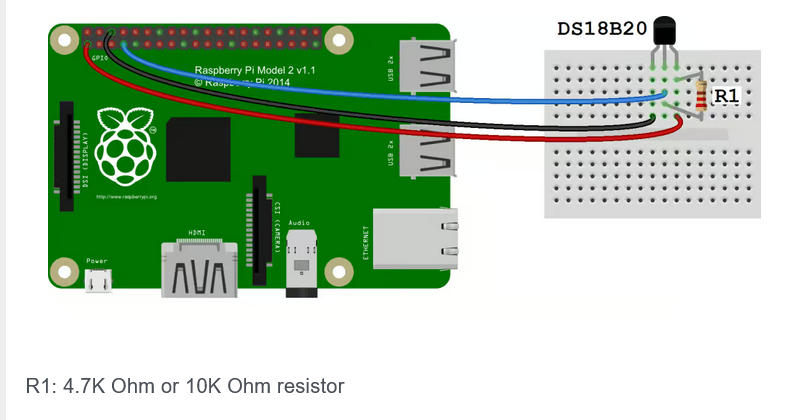 DS18B20
GPIO
Raspberry Pi Model 2 v1.1
© Raspberry Pi 2014
USB 2x
R1
DSI (DISPLAY)
TM
USB 2x
http://www.raspberrypi.org
CSI (CAMERA)
Audio
HDMI
ETHERNET
Power
R1: 4.7K Ohm or 10K Ohm resistor